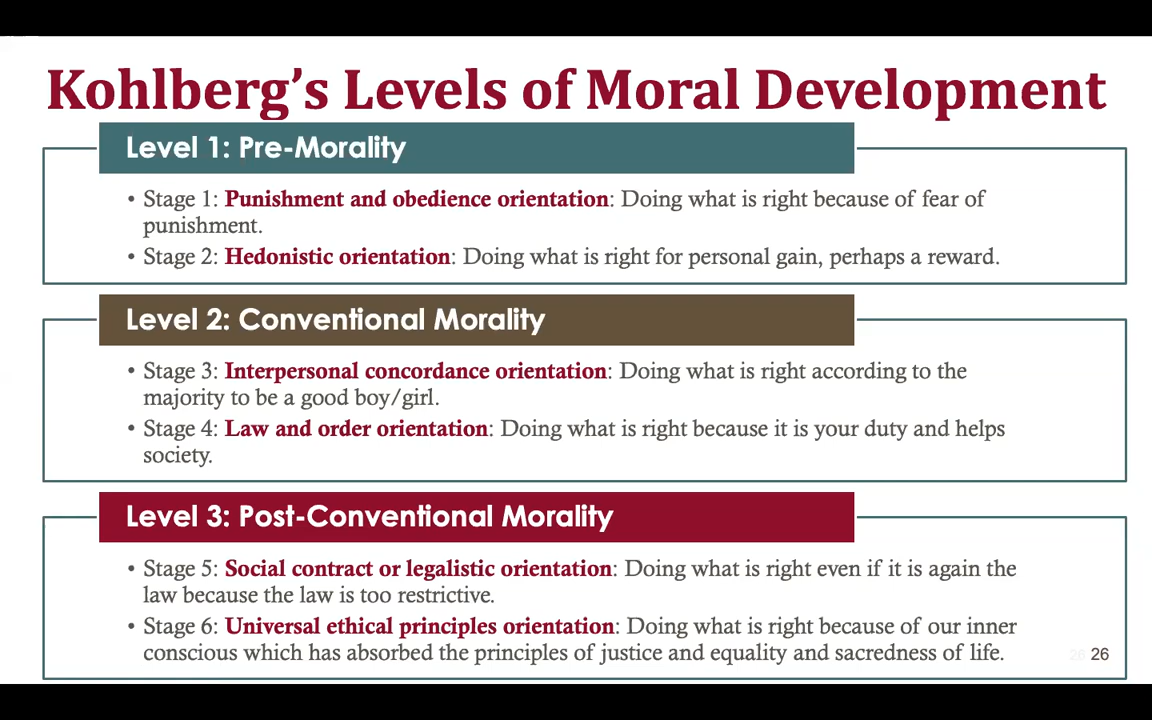 Kohlberg’s Levels of Moral Development
Level 1: Pre-Morality
• Stage 1: Punishment and obedience orientation: Doing what is right because of fear of
punishment.
• Stage 2: Hedonistic orientation: Doing what is right for personal gain, perhaps a reward.
Level 2: Conventional Morality
• Stage 3: Interpersonal concordance orientation: Doing what is right according to the
majority to be a good boy/girl.
• Stage 4: Law and order orientation: Doing what is right because it is your duty and helps
society.
Level 3: Post-Conventional Morality
• Stage 5: Social contract or legalistic orientation: Doing what is right even if it is again the
law because the law is too restrictive.
• Stage 6: Universal ethical principles orientation: Doing what is right because of our inner
conscious which has absorbed the principles of justice and equality and sacredness of life.
26 26